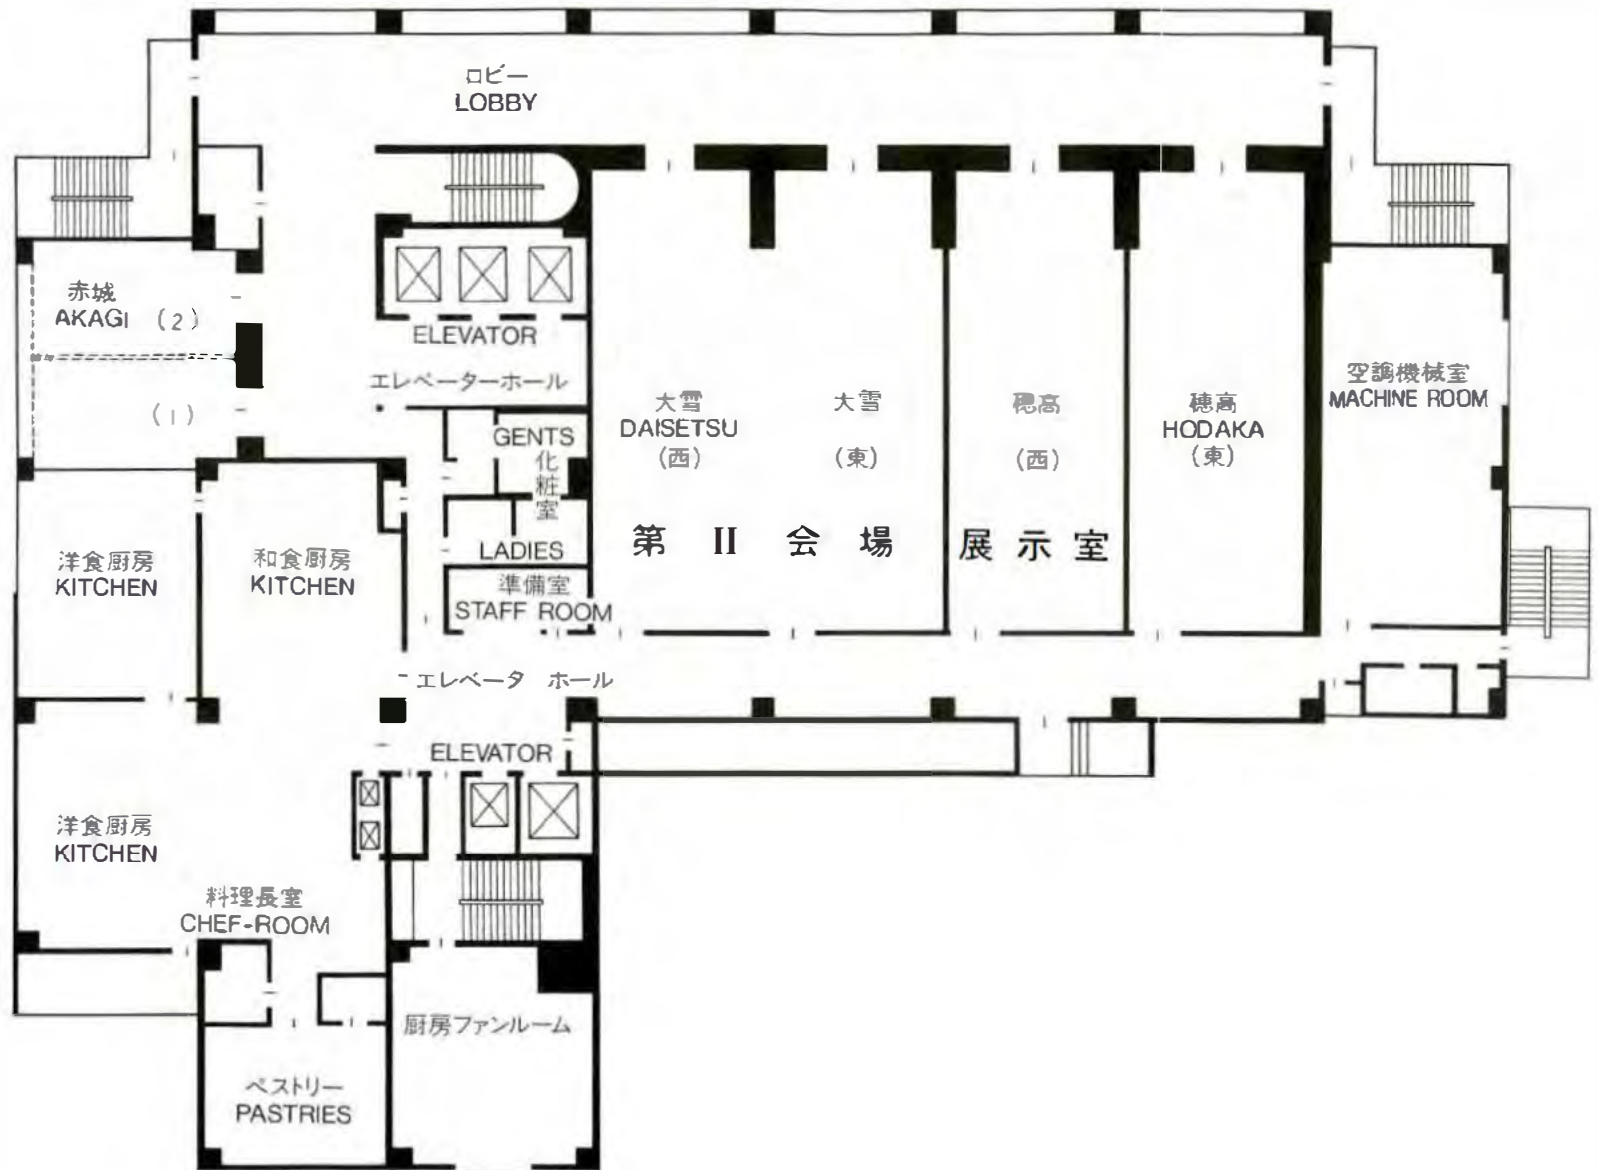 ロビー
LOBBY
赤城
AKAGI (2)
(1)
ELEVATOR
エレベーターホール
GENTS
化粧室
LADIES
準備室
STAFF ROOM
大雪
DAISETSU
(西)
大雪
(東)
穂高
(西)
穂高
HODAKA
(東)
空調機械室
MACHINE ROOM
第 II 会 場
展 示 室
洋食厨房
KITCHEN
和食厨房
KITCHEN
エレベータ ホール
ELEVATOR
洋食厨房
KITCHEN
料理長室
CHEF-ROOM
厨房ファンルーム
ペストリー
PASTRIES